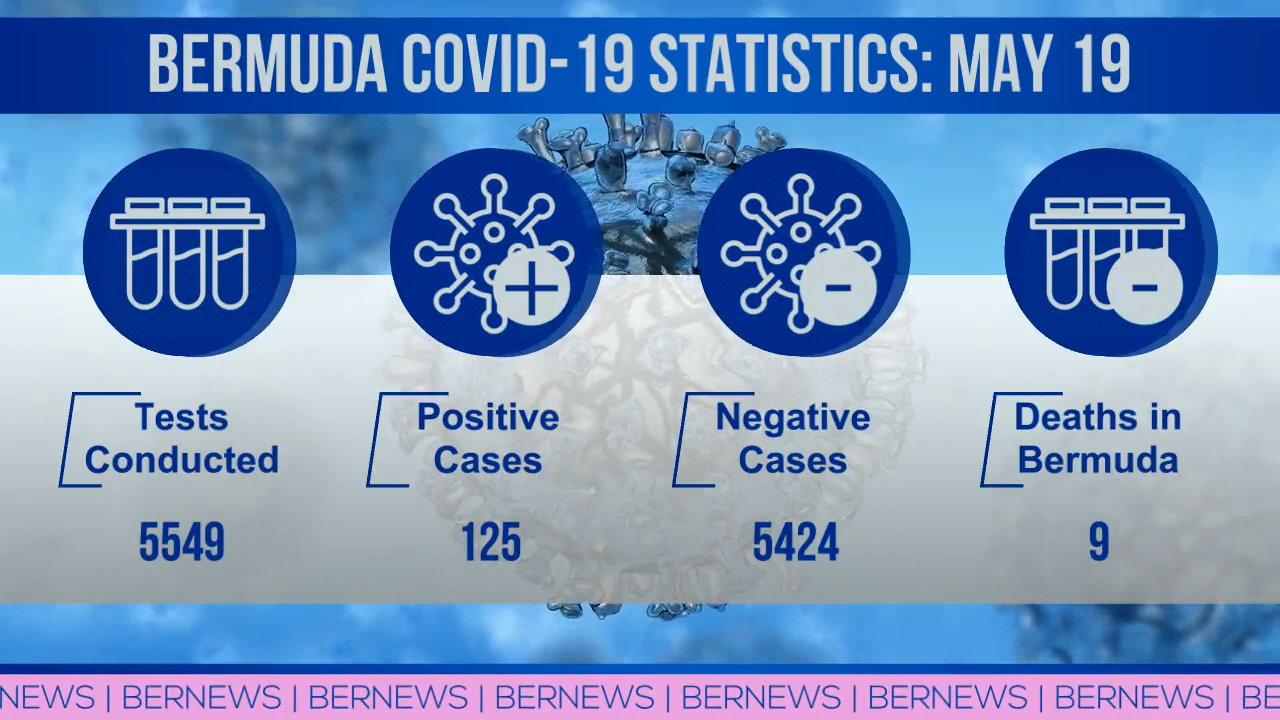 BERMUDA COVID-19 STATISTICS: MAY 19
Tests
Conducted
5549
Positive
Cases
125
Negative
Cases
5424
Deaths in
Bermuda
9
NEWS | BERNEWS | BERNEWS | BERNEWS | BERNEWS | BERNEWS | BERNEWS | BE